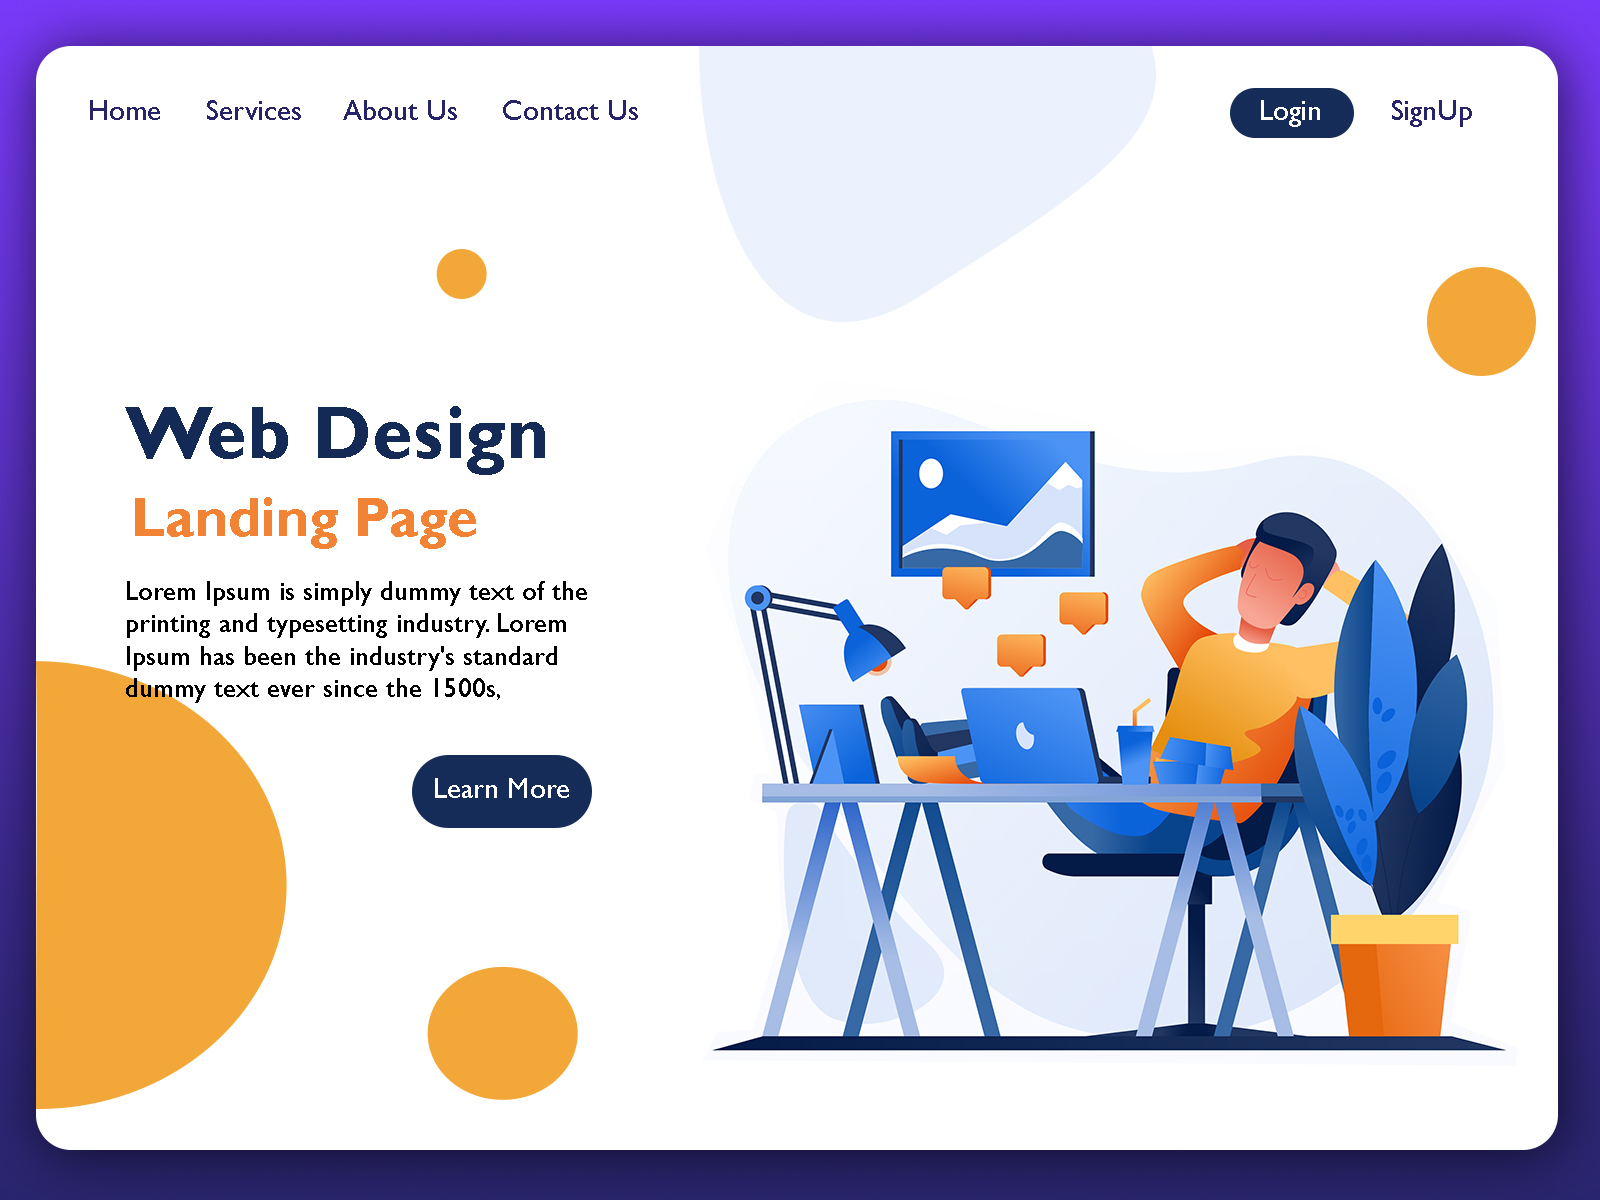 Home Services About Us Contact Us Login SignUp
Web Design
Landing Page
Lorem Ipsum is simply dummy text of the
printing and typesetting industry. Lorem
Ipsum has been the industry's standard
dummy text ever since the 1500s,
Learn More